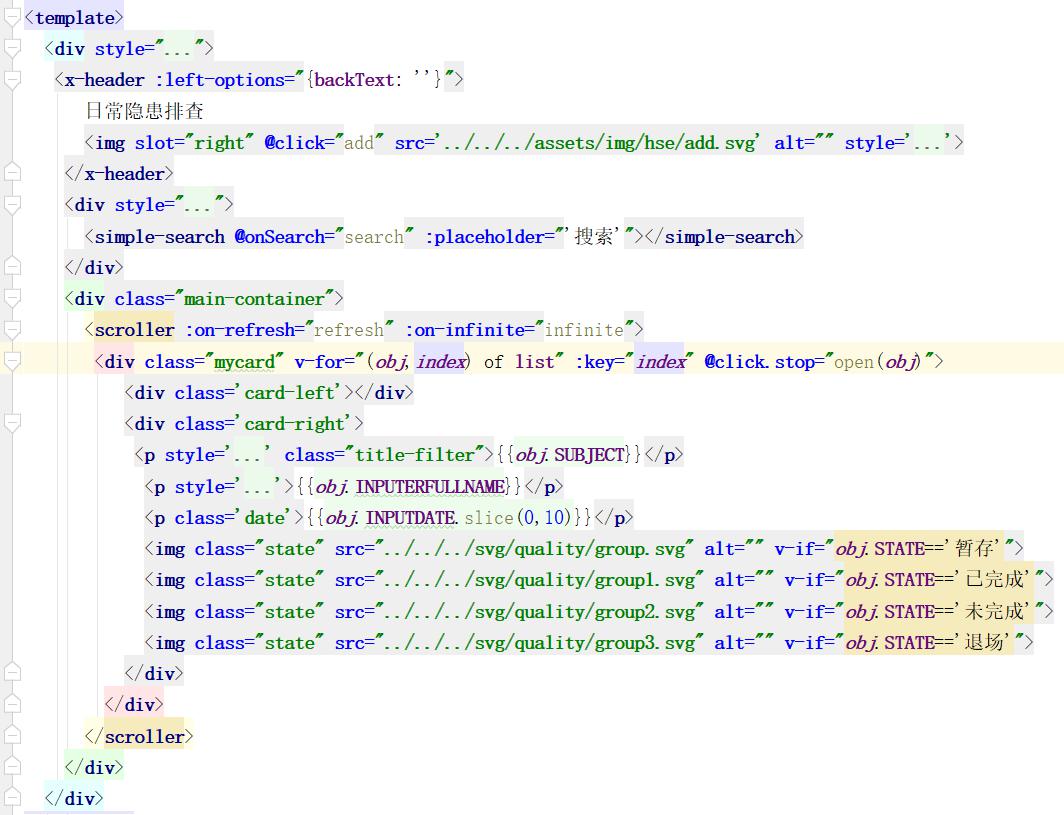 <template>
<div style="...">
<x-header :left-options="{backText: ''}">
日常隐患排查
<img slot="right" @click="add" src='../../../assets/img/hse/add.svg' alt="" style='...'>
</x-header>
<div style="...">
<simple-search @onSearch="search" :placeholder="'搜索'"></simple-search>
</div>
<div class="main-container">
<scroller :on-refresh="refresh" :on-infinite="infinite">
<div class="mycard" v-for="(obj,index) of list" :key="index" @click.stop="open(obj)">
<div class='card-left'></div>
<div class='card-right'>
<p style='...' class="title-filter">{{obj.SUBJECT}}</p>
<p style='...'>{{obj.INPUTERFULLNAME}}</p>
<p class='date'>{{obj.INPUTDATE.slice(0,10)}}</p>
<img class="state" src="../../../svg/quality/group.svg" alt="" v-if="obj.STATE=='暂存'">
<img class="state" src="../../../svg/quality/group1.svg" alt="" v-if="obj.STATE=='已完成'">
<img class="state" src="../../../svg/quality/group2.svg" alt="" v-if="obj.STATE=='未完成'">
<img class="state" src="../../../svg/quality/group3.svg" alt="" v-if="obj.STATE=='退场'">
</div>
</div>
</scroller>
</div>
</div>